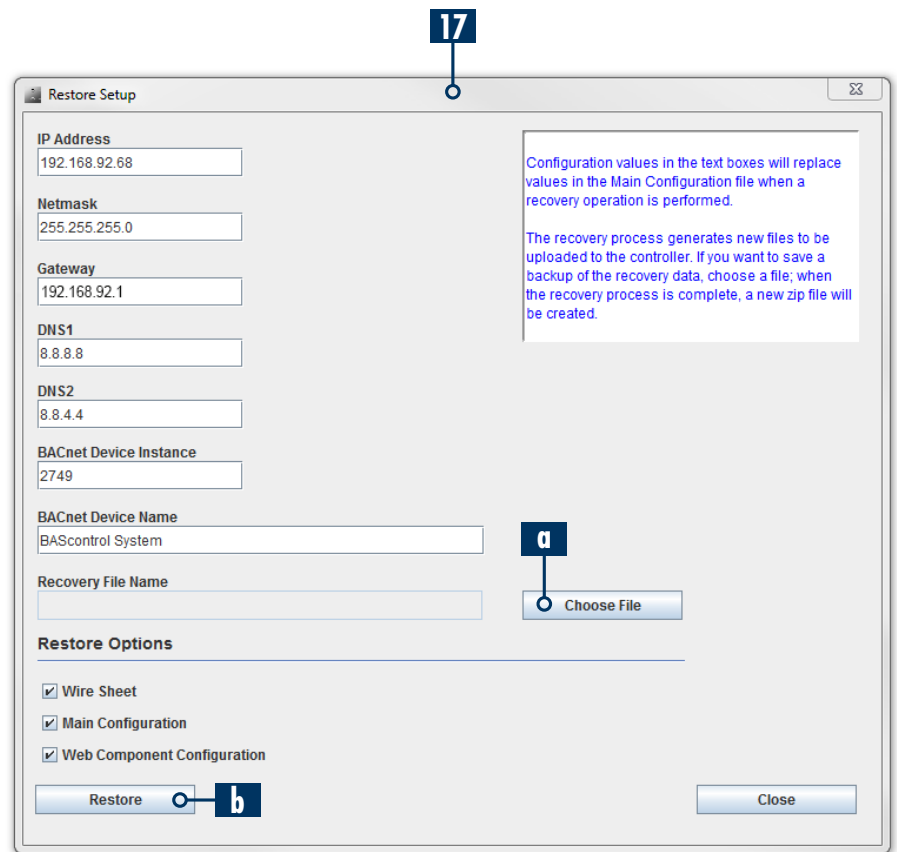 17
Restore Setup
IP Address
192.168.92.68
Netmask
255.255.255.0
Gateway
192.168.92.1
DNS1
8.8.8.8
DNS2
8.8.4.4
BACnet Device Instance
2749
BACnet Device Name
BAScontrol System
Recovery File Name
Configuration values in the text boxes will replace
values in the Main Configuration file when a
recovery operation is performed.
The recovery process generates new files to be
uploaded to the controller. If you want to save a
backup of the recovery data, choose a file; when
the recovery process is complete, a new zip file will
be created.
a
Choose File
Restore Options
Wire Sheet
Main Configuration
Web Component Configuration
Restore
b
Close